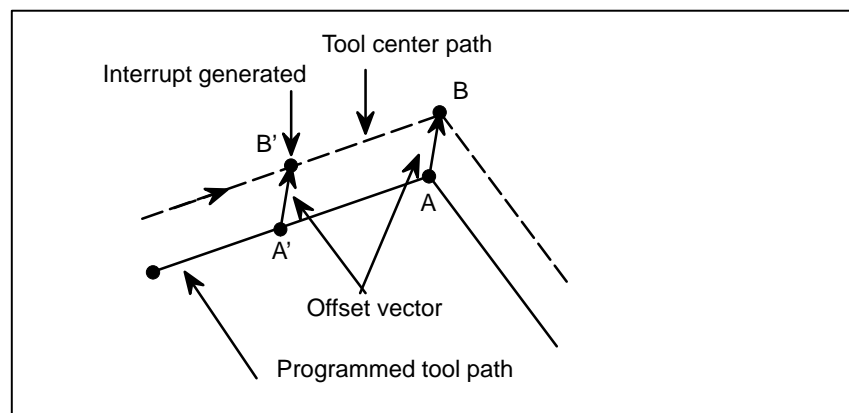 Tool center path
Interrupt generated
B
B’
A
A’
Offset vector
Programmed tool path